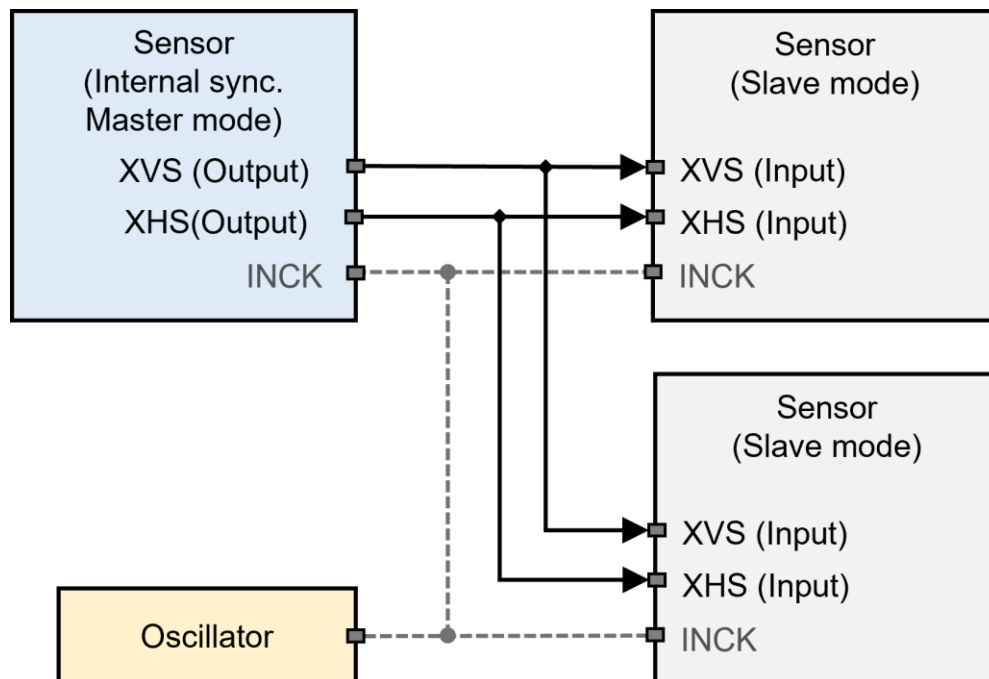 Sensor
(Internal sync.
Master mode)
XVS (Output)
XHS(Output)
INCK
Sensor
(Slave mode)
XVS (Input)
XHS (Input)
INCK
Sensor
(Slave mode)
XVS (Input)
XHS (Input)
INCK
Oscillator